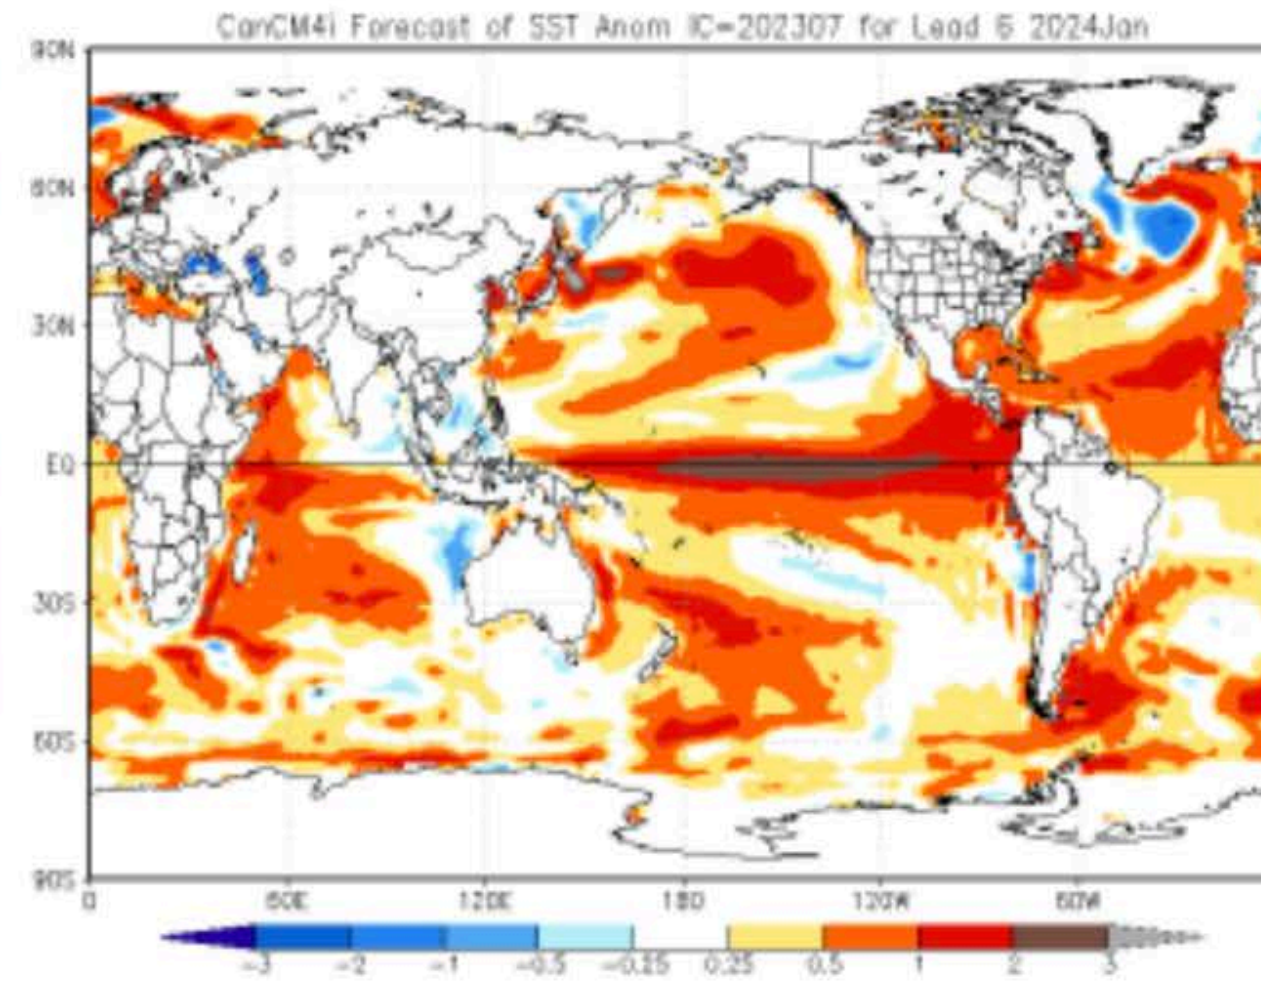 CanCM4i Forecast of SST Anom IC=202307 for Lead 6 2024Jan
90N
60N
30N
EQ
30S
60S
90S
0 60E 120E 180 120W 60W
-3 -2 -1 -0.5 -0.25 0.25 0.5 1 2 3